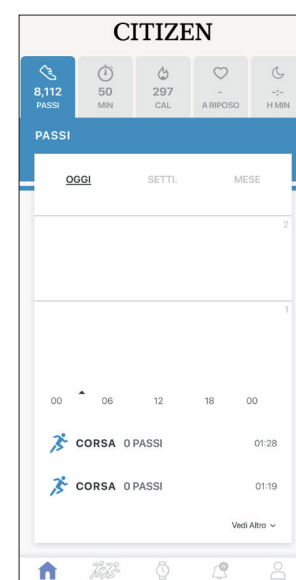 CITIZEN
8,112 50 297 - -:-
PASSI MIN CAL A RIPOSO H MIN
PASSI
OGGI SETTI. MESE
2
1
00 06 12 18 00
CORSA 0 PASSI 01:28
CORSA 0 PASSI 01:19
Vedi Altro